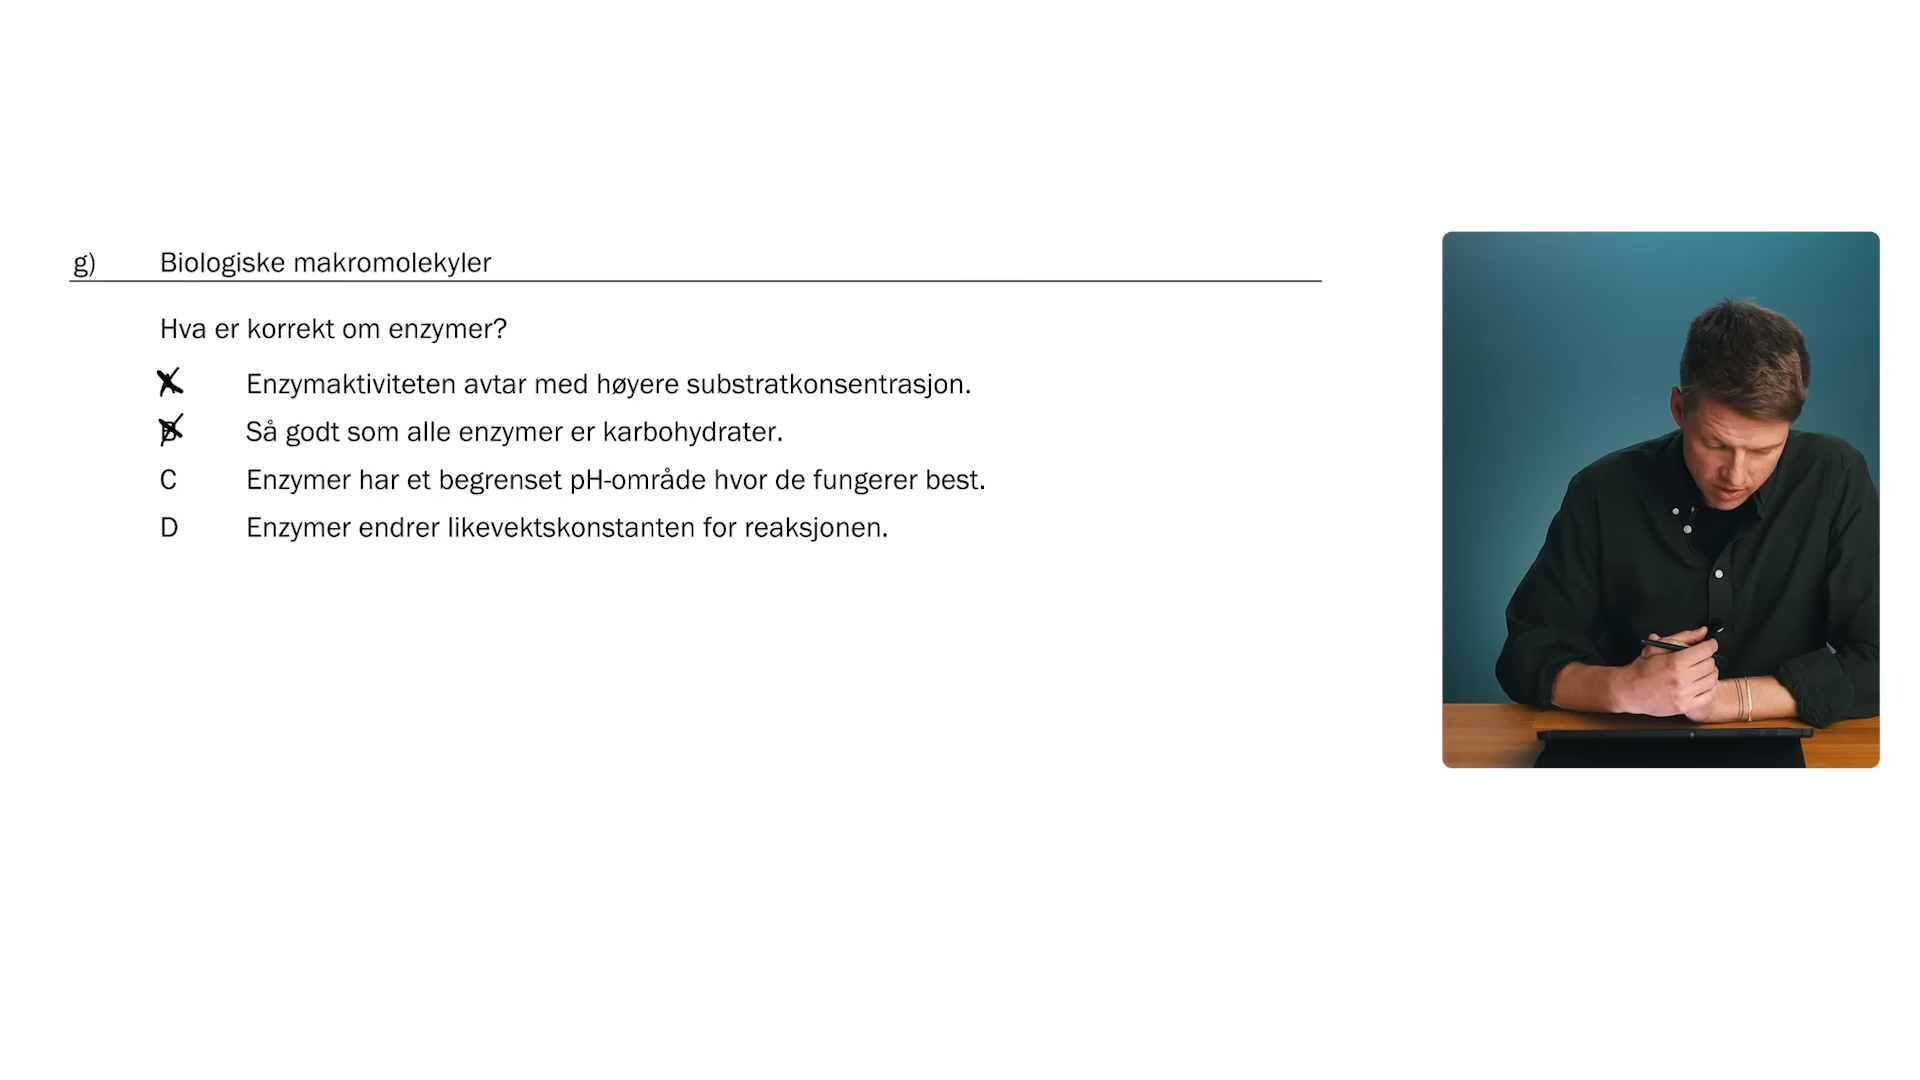 g) Biologiske makromolekyler
Hva er korrekt om enzymer?
A Enzymaktiviteten avtar med høyere substratkonsentrasjon.
B Så godt som alle enzymer er karbohydrater.
C Enzymer har et begrenset pH-område hvor de fungerer best.
D Enzymer endrer likevektskonstanten for reaksjonen.